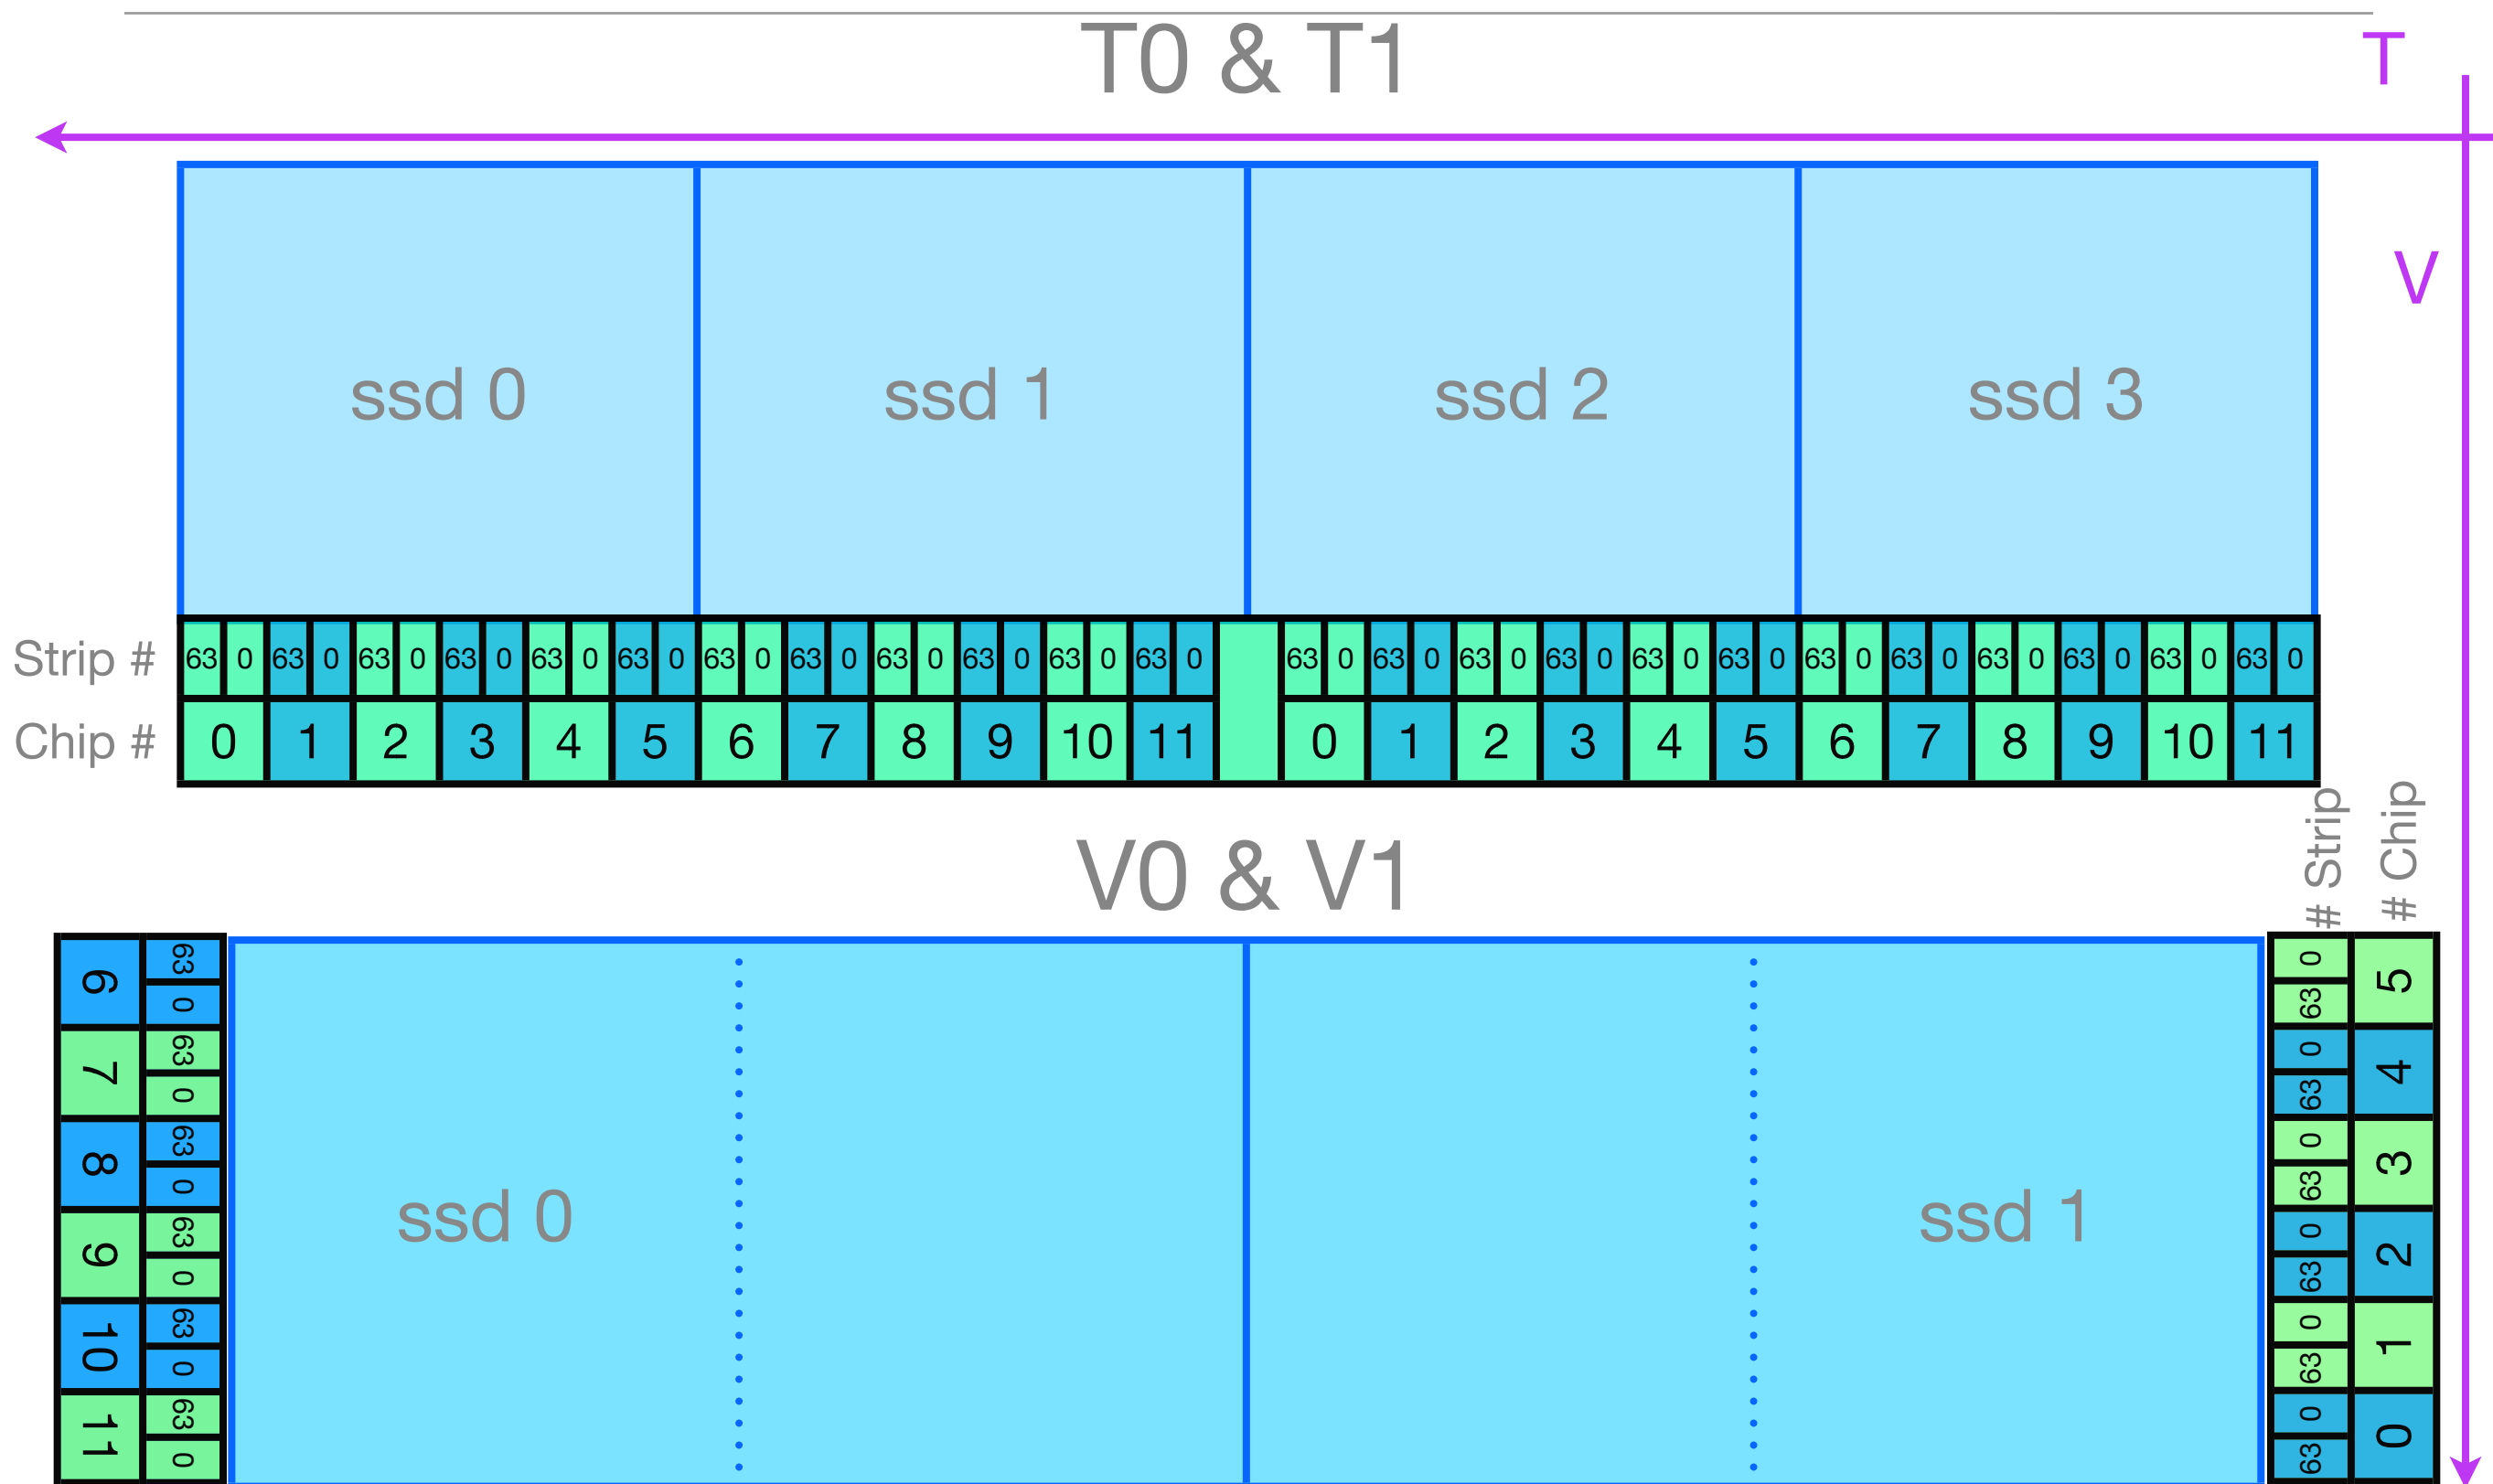 T0 & T1
T
V
ssd 0 ssd 1 ssd 2 ssd 3
Strip # 63 0 63 0 63 0 63 0 63 0 63 0 63 0 63 0 63 0 63 0 63 0 63 0 63 0 63 0 63 0 63 0 63 0 63 0 63 0 63 0 63 0 63 0 63 0 63 0
Chip # 0 1 2 3 4 5 6 7 8 9 10 11 0 1 2 3 4 5 6 7 8 9 10 11
# Strip
# Chip
V0 & V1
6 7 8 9 10 11
63 0 63 0 63 0 63 0 63 0 63 0
ssd 0 ssd 1
0 63 0 63 0 63 0 63 0 63 0 63
5 4 3 2 1 0